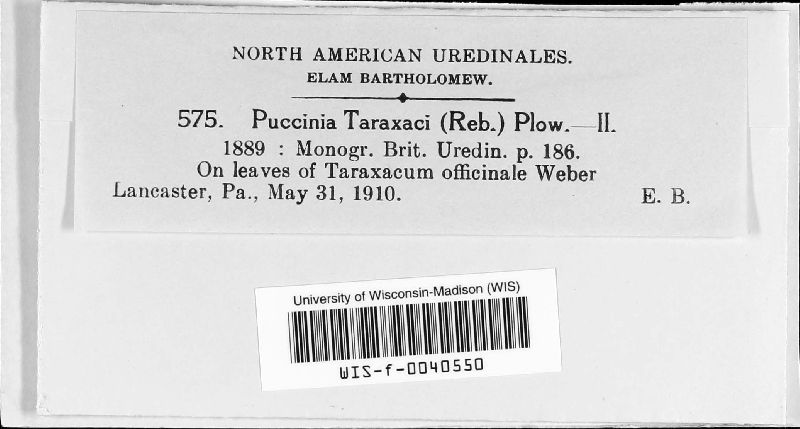 NORTH AMERICAN UREDINALES.
ELAM BARTHOLOMEW.
575. Puccinia Taraxaci (Reb.) Plow.—II.
1889 : Monogr. Brit. Uredin. p. 186.
On leaves of Taraxacum officinale Weber
Lancaster, Pa., May 31, 1910. E. B.
University of Wisconsin-Madison (WIS)
WIS-f-0040550